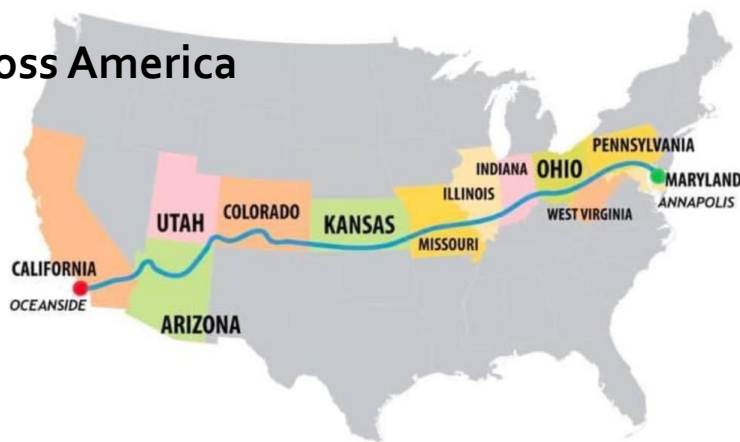 oss America
PENNSYLVANIA
INDIANA OHIO
MARYLAND
ILLINOIS
ANNAPOLIS
UTAH COLORADO KANSAS
WEST VIRGINIA
MISSOURI
CALIFORNIA
OCEANSIDE
ARIZONA